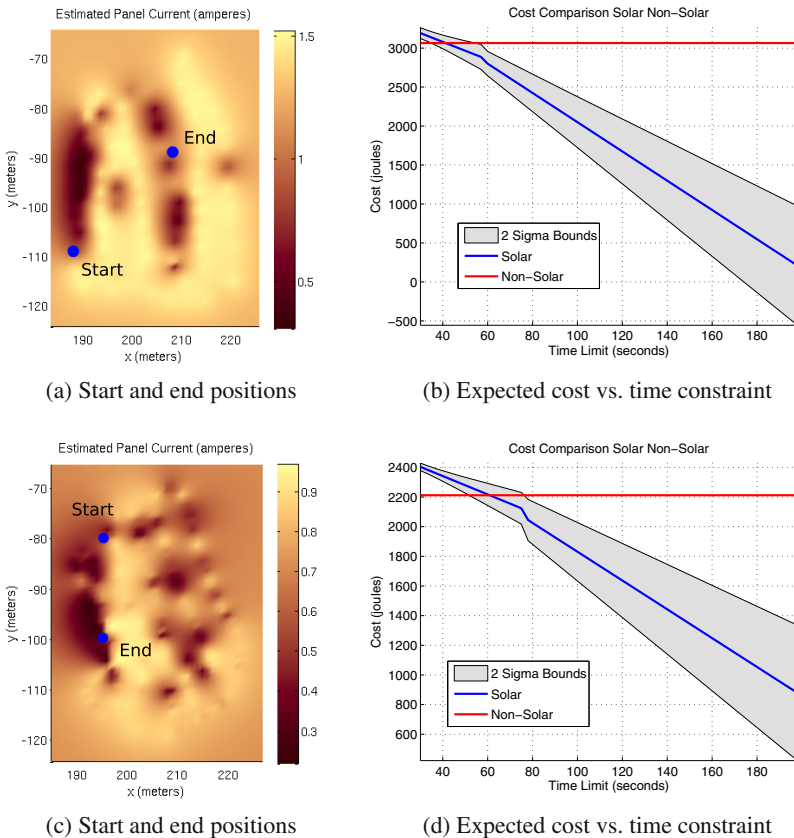 Estimated Panel Current (amperes)
-70
-80
-90
-100
-110
-120
y (meters)
190
200
210
220
x (meters)
1.5
1
0.5
End
Start
(a) Start and end positions
Cost Comparison Solar Non−Solar
3000
2500
2000
1500
1000
500
0
−500
Cost (joules)
2 Sigma Bounds
Solar
Non−Solar
40
60
80
100
120
140
160
180
Time Limit (seconds)
(b) Expected cost vs. time constraint
Estimated Panel Current (amperes)
-70
-80
-90
-100
-110
-120
y (meters)
190
200
210
220
x (meters)
0.9
0.8
0.7
0.6
0.5
0.4
0.3
Start
End
(c) Start and end positions
Cost Comparison Solar Non−Solar
2400
2200
2000
1800
1600
1400
1200
1000
800
600
Cost (joules)
2 Sigma Bounds
Solar
Non−Solar
40
60
80
100
120
140
160
180
Time Limit (seconds)
(d) Expected cost vs. time constraint